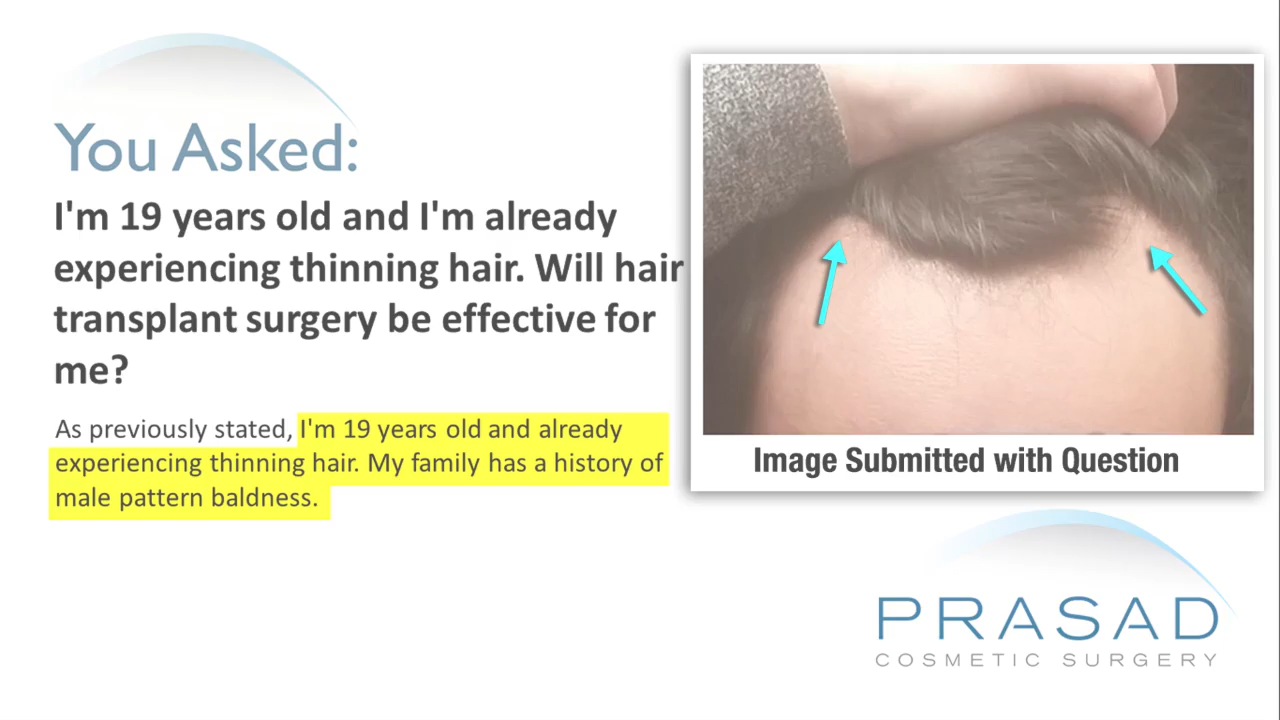 You Asked:
I'm 19 years old and I'm already
experiencing thinning hair. Will hair
transplant surgery be effective for
me?
As previously stated, I'm 19 years old and already
experiencing thinning hair. My family has a history of
male pattern baldness.
Image Submitted with Question
PRASAD
COSMETIC SURGERY